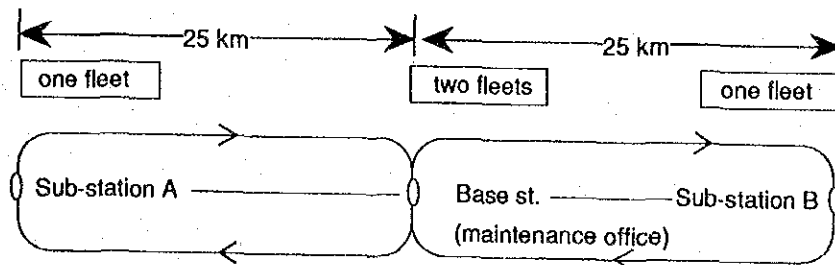 25 km 25 km
one fleet two fleets one fleet
Sub-station A Base st. Sub-station B
(maintenance office)